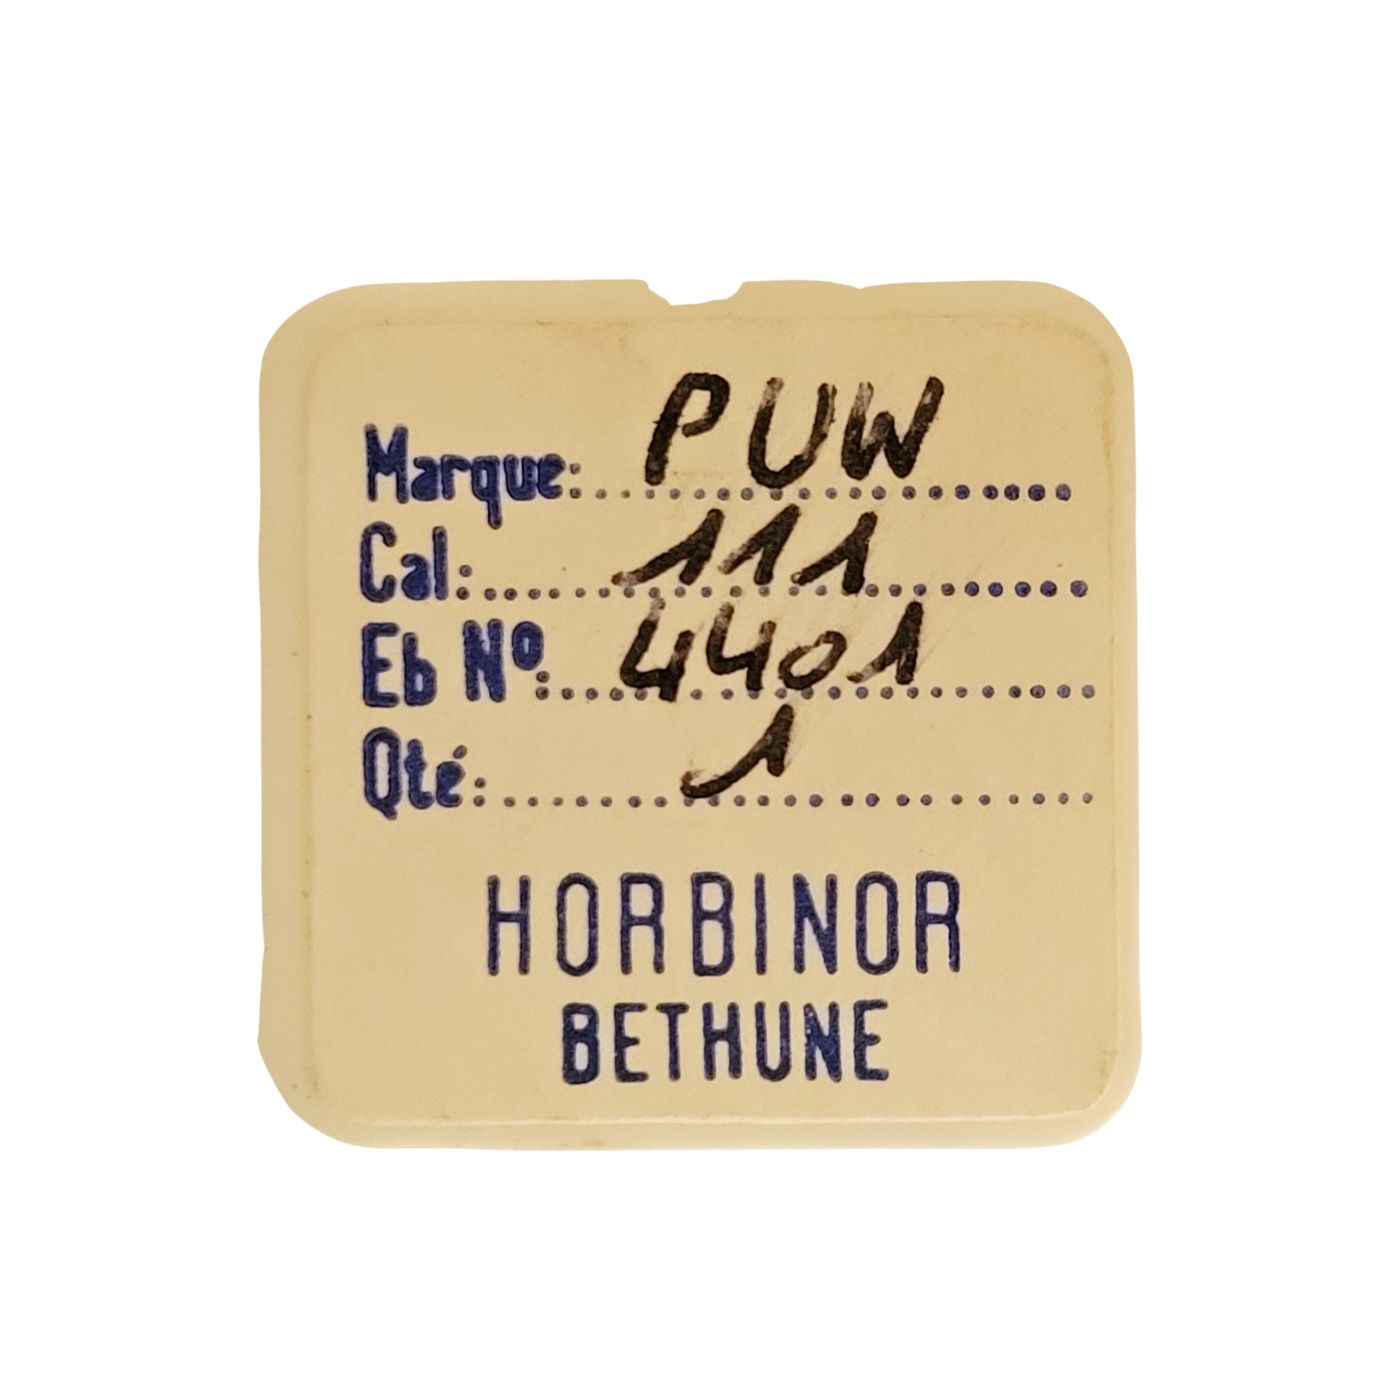 Marque: PUW
Cal: 111
Eb Nº: 4401
Qté: 1
HORBINOR
BETHUNE